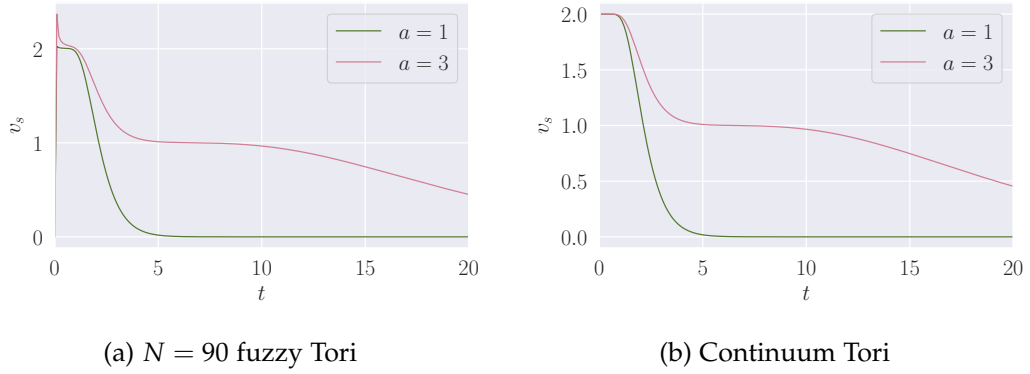 a = 1
a = 3
2
1
0
v_s
0 5 10 15 20
t
(a) N = 90 fuzzy Tori
a = 1
a = 3
2.0
1.5
1.0
0.5
0.0
v_s
0 5 10 15 20
t
(b) Continuum Tori